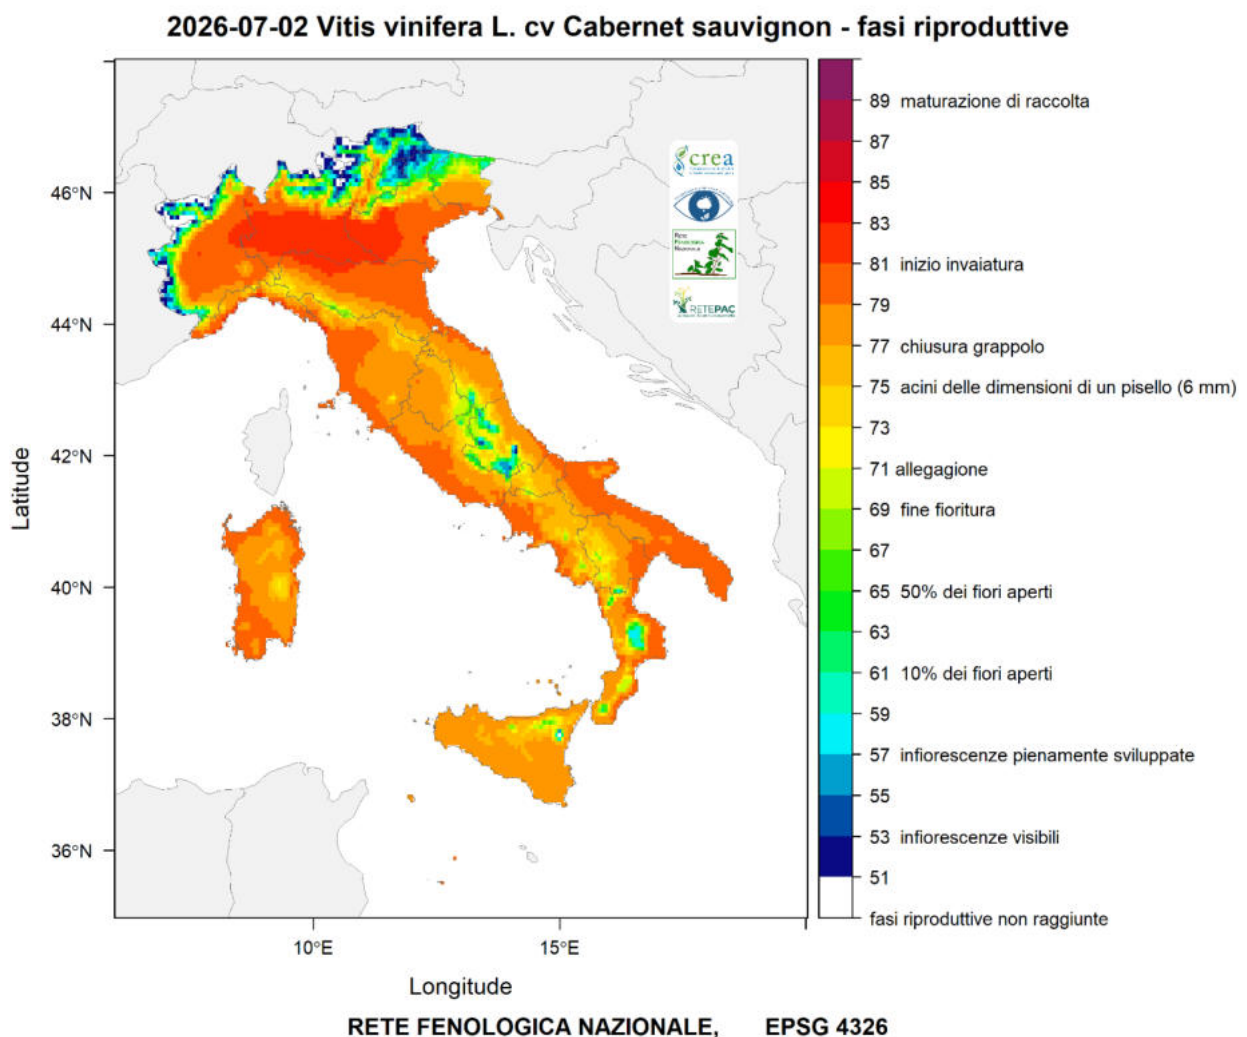 2026-07-02 Vitis vinifera L. cv Cabernet sauvignon - fasi riproduttive
89 maturazione di raccolta
87
85
83
81 inizio invaiatura
79
77 chiusura grappolo
75 acini delle dimensioni di un pisello (6 mm)
73
71 allegagione
69 fine fioritura
67
65 50% dei fiori aperti
63
61 10% dei fiori aperti
59
57 infiorescenze pienamente sviluppate
55
53 infiorescenze visibili
51
fasi riproduttive non raggiunte
crea
RETE
FENOLOGICA
NAZIONALE
RETEPAC
46°N
44°N
42°N
40°N
38°N
36°N
Latitude
10°E 15°E
Longitude
RETE FENOLOGICA NAZIONALE, EPSG 4326